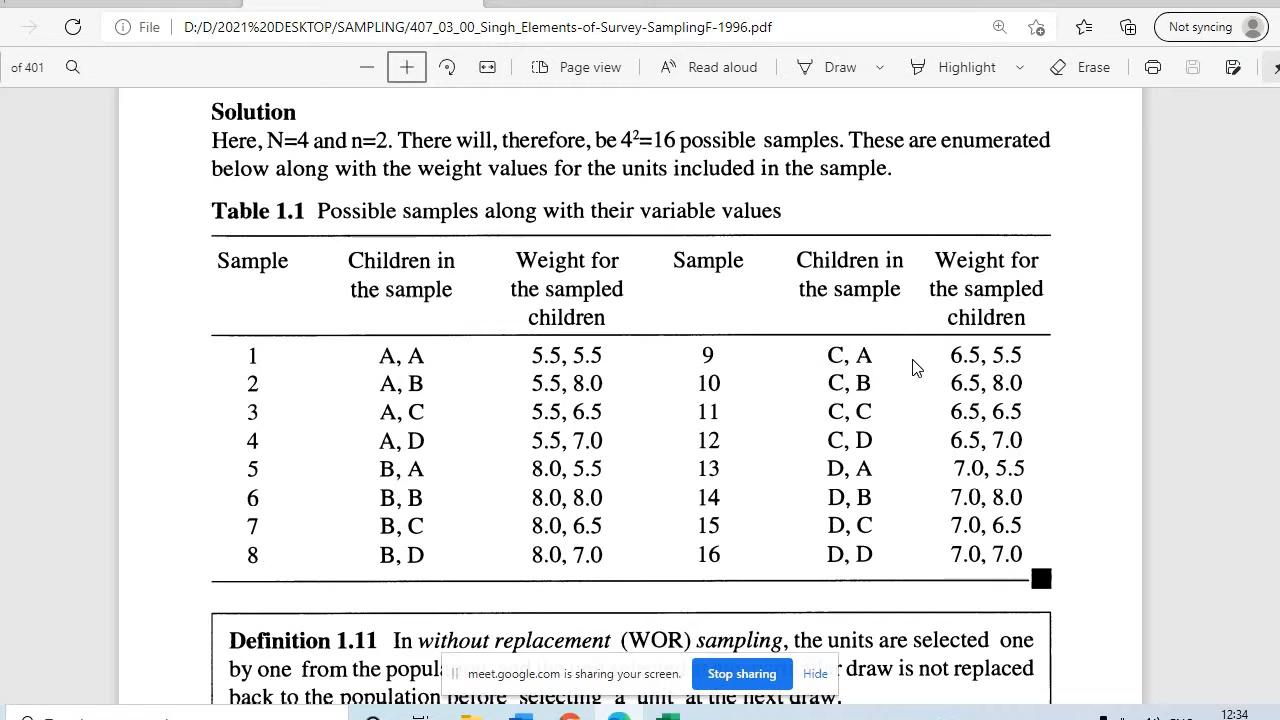 File D:/D/2021%20DESKTOP/SAMPLING/407_03_00_Singh_Elements-of-Survey-SamplingF-1996.pdf Not syncing
of 401 Page view Read aloud Draw Highlight Erase
Solution
Here, N=4 and n=2. There will, therefore, be 4²=16 possible samples. These are enumerated
below along with the weight values for the units included in the sample.
Table 1.1 Possible samples along with their variable values
Sample Children in Weight for Sample Children in Weight for
the sample the sampled the sample the sampled
children children
1 A, A 5.5, 5.5 9 C, A 6.5, 5.5
2 A, B 5.5, 8.0 10 C, B 6.5, 8.0
3 A, C 5.5, 6.5 11 C, C 6.5, 6.5
4 A, D 5.5, 7.0 12 C, D 6.5, 7.0
5 B, A 8.0, 5.5 13 D, A 7.0, 5.5
6 B, B 8.0, 8.0 14 D, B 7.0, 8.0
7 B, C 8.0, 6.5 15 D, C 7.0, 6.5
8 B, D 8.0, 7.0 16 D, D 7.0, 7.0
Definition 1.11 In without replacement (WOR) sampling, the units are selected one
by one from the popul draw is not replaced
meet.google.com is sharing your screen. Stop sharing Hide
back to the population before selecting a unit at the next draw.
12:34